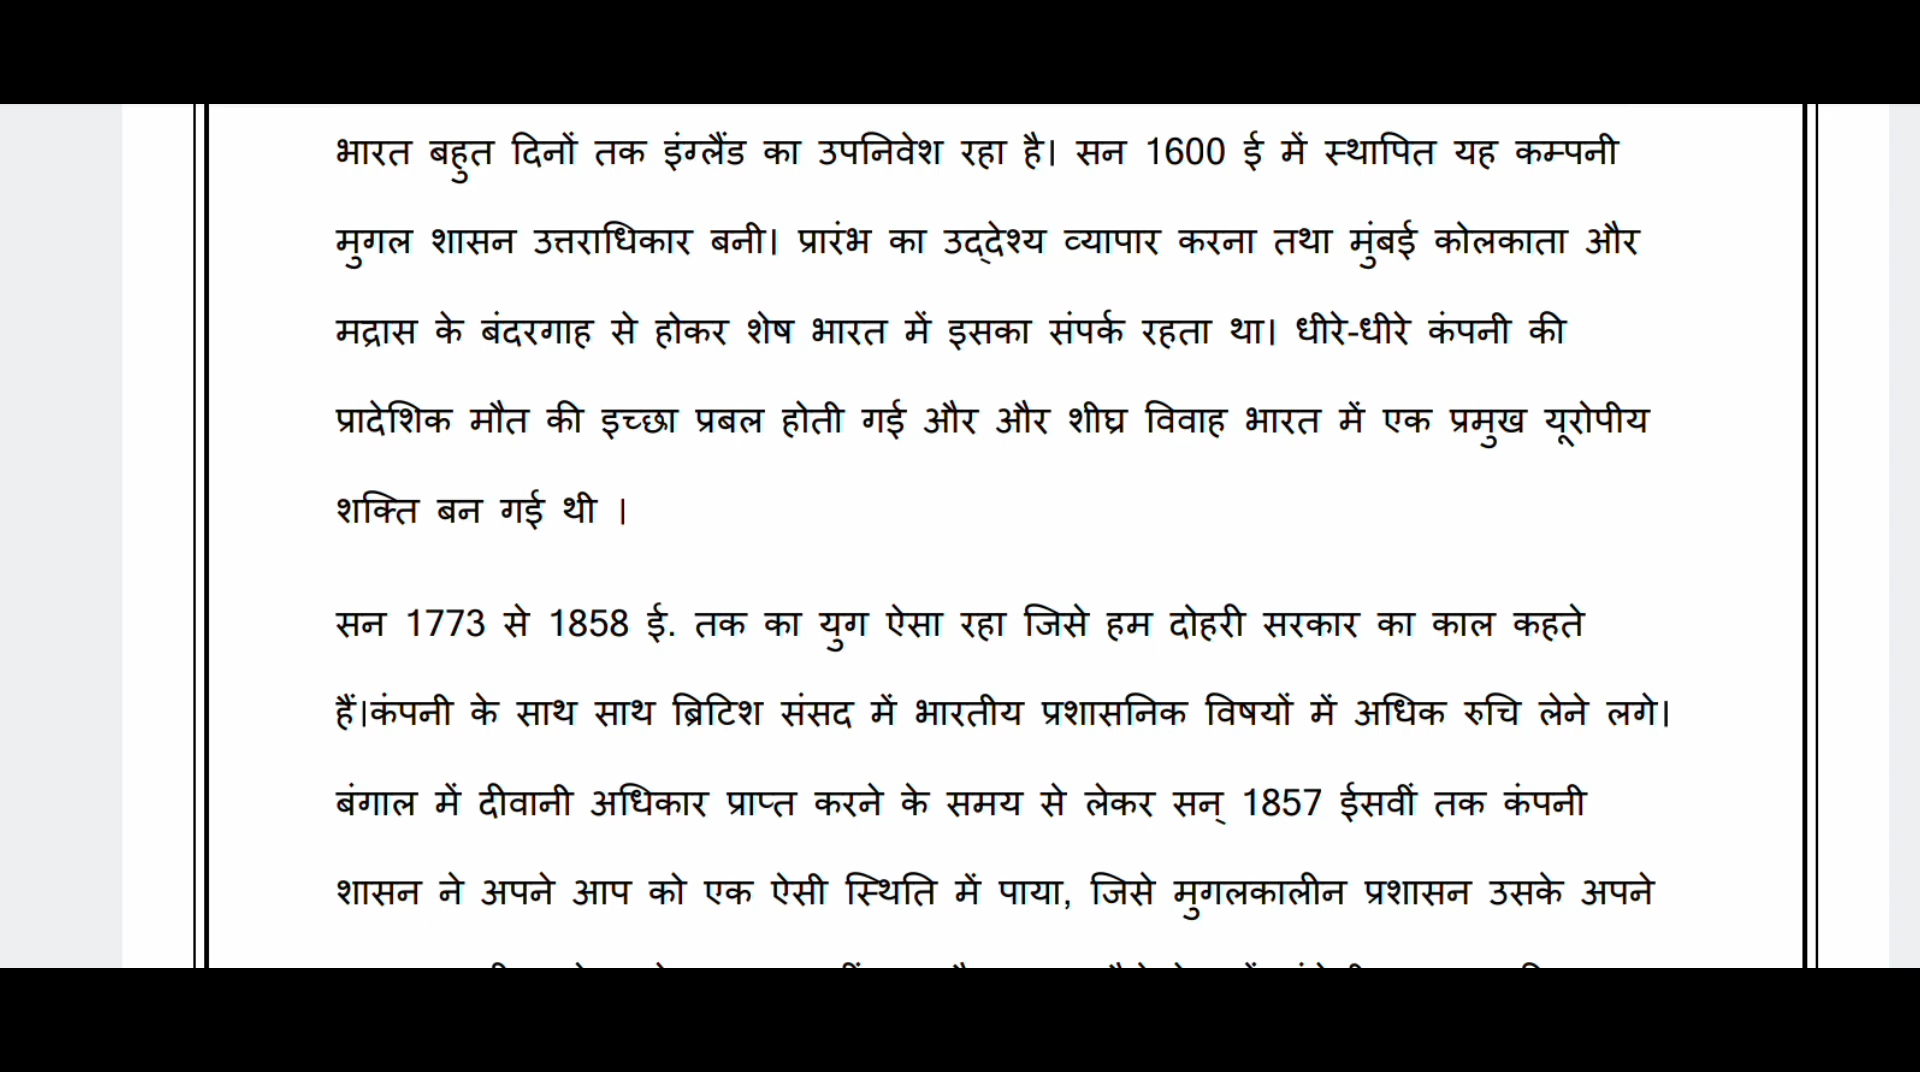 भारत बहुत दिनों तक इंग्लैंड का उपनिवेश रहा है। सन 1600 ई में स्थापित यह कम्पनी
मुगल शासन उत्तराधिकार बनी। प्रारंभ का उद्देश्य व्यापार करना तथा मुंबई कोलकाता और
मद्रास के बंदरगाह से होकर शेष भारत में इसका संपर्क रहता था। धीरे-धीरे कंपनी की
प्रादेशिक मौत की इच्छा प्रबल होती गई और और शीघ्र विवाह भारत में एक प्रमुख यूरोपीय
शक्ति बन गई थी ।
सन 1773 से 1858 ई. तक का युग ऐसा रहा जिसे हम दोहरी सरकार का काल कहते
हैं।कंपनी के साथ साथ ब्रिटिश संसद में भारतीय प्रशासनिक विषयों में अधिक रुचि लेने लगे।
बंगाल में दीवानी अधिकार प्राप्त करने के समय से लेकर सन् 1857 ईसवीं तक कंपनी
शासन ने अपने आप को एक ऐसी स्थिति में पाया, जिसे मुगलकालीन प्रशासन उसके अपने